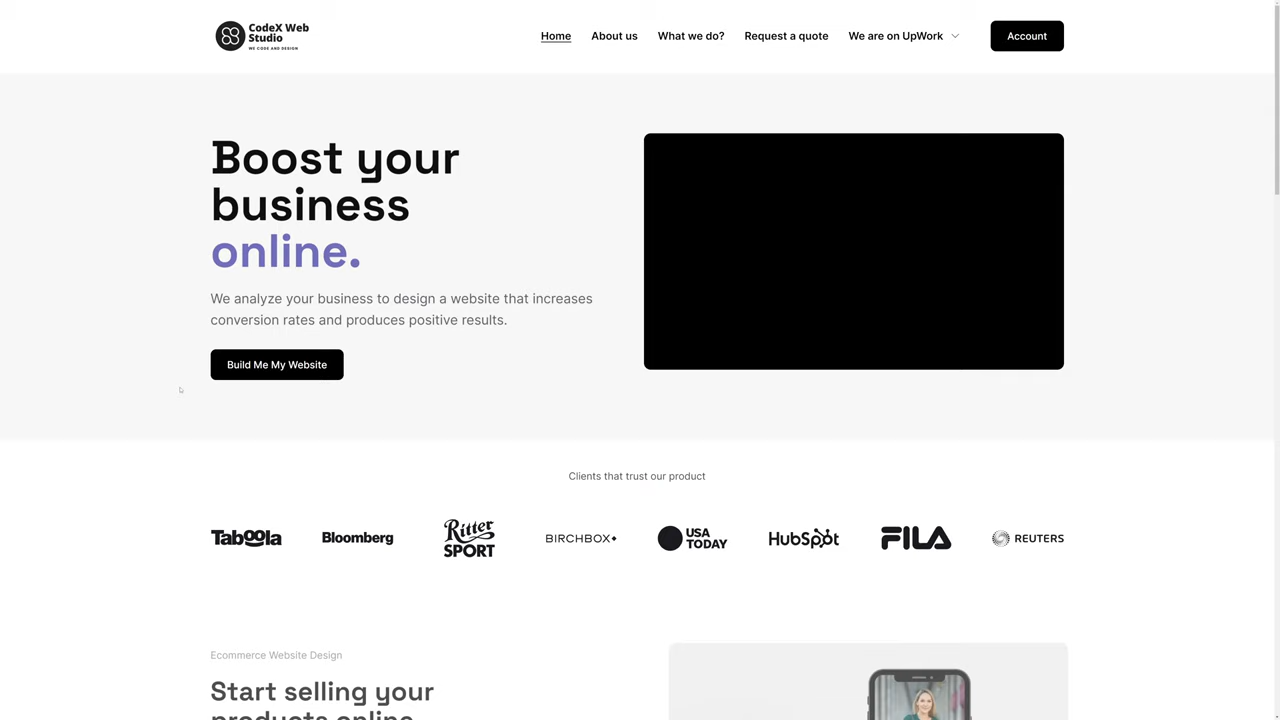 CodeX Web
Studio
WE CODE AND DESIGN
Home
About us
What we do?
Request a quote
We are on UpWork
Account
Boost your
business
online.
We analyze your business to design a website that increases
conversion rates and produces positive results.
Build Me My Website
Clients that trust our product
Taboola
Bloomberg
Ritter
SPORT
BIRCHBOX
USA
TODAY
HubSpot
FILA
REUTERS
Ecommerce Website Design
Start selling your
products online